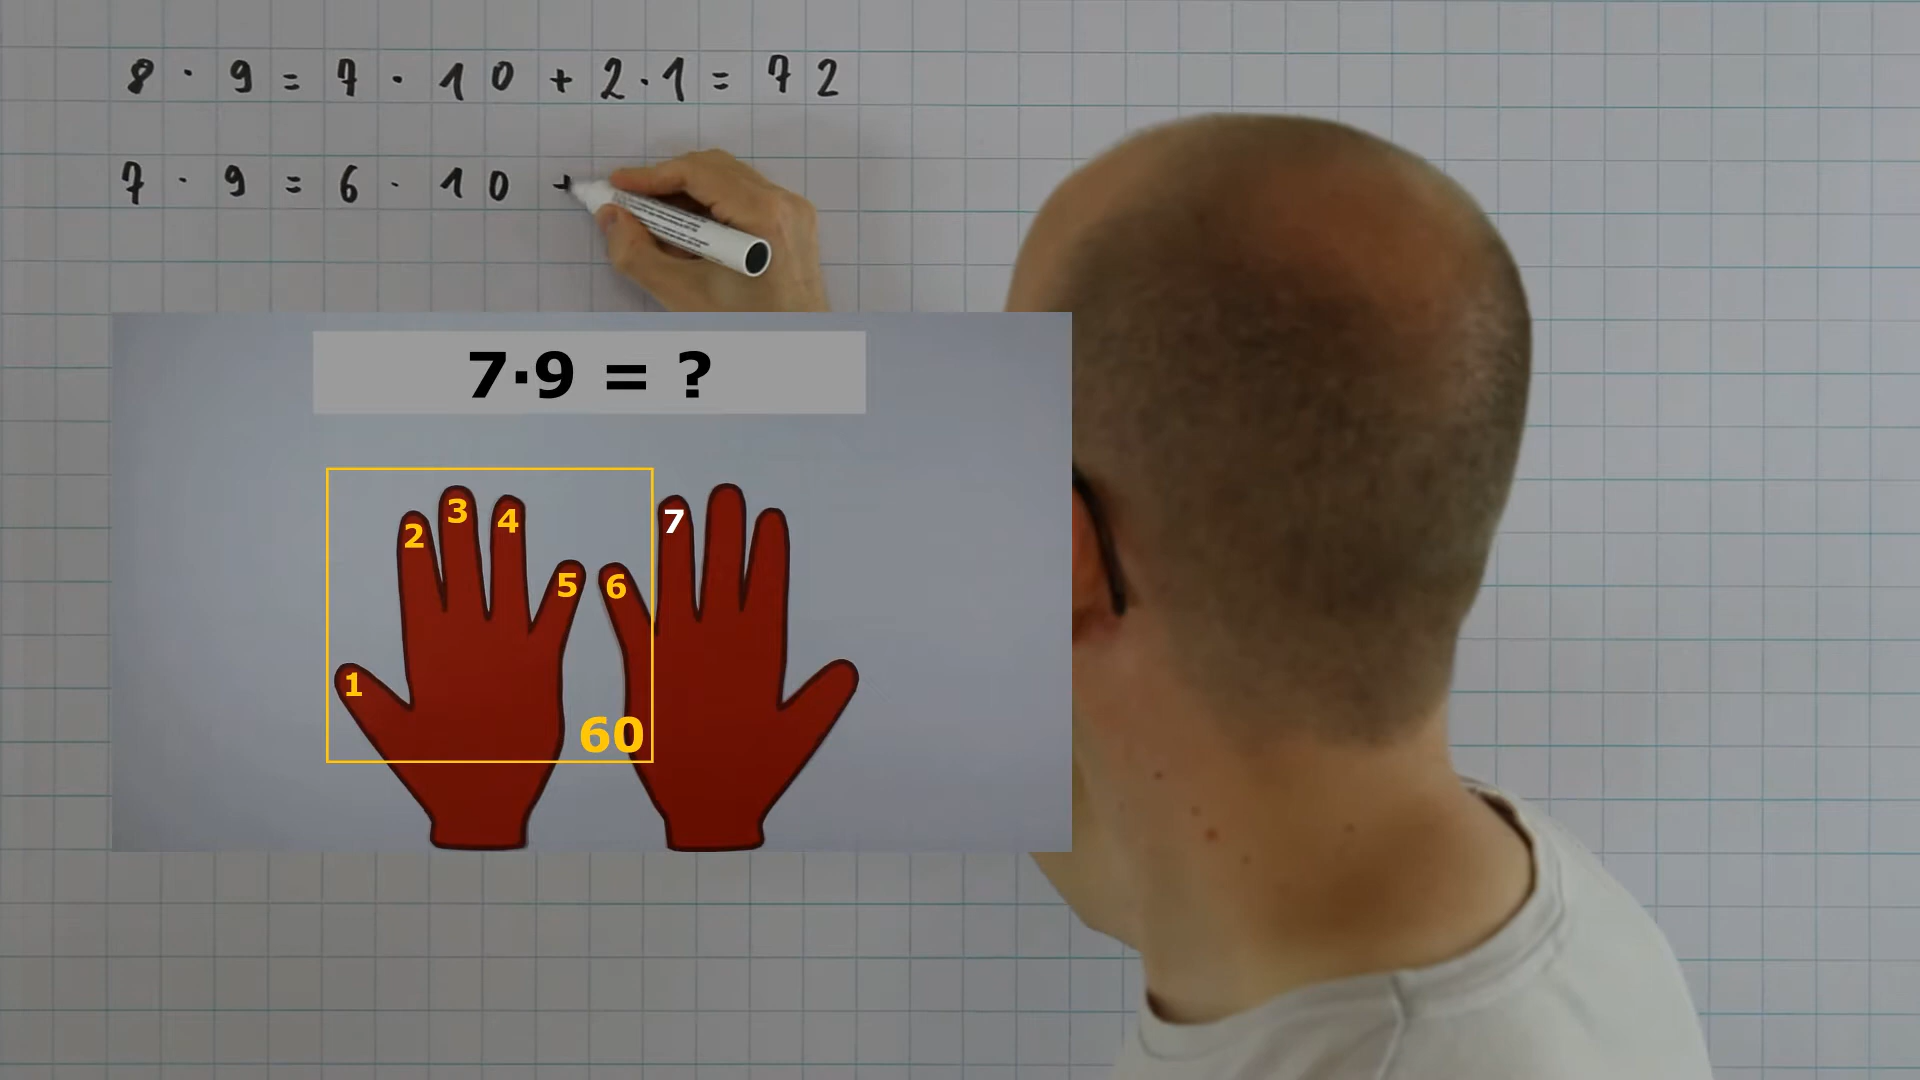 8 · 9 = 7 · 10 + 2 · 1 = 72
7 · 9 = 6 · 10 +
7·9 = ?
1
2
3
4
5
6
7
60